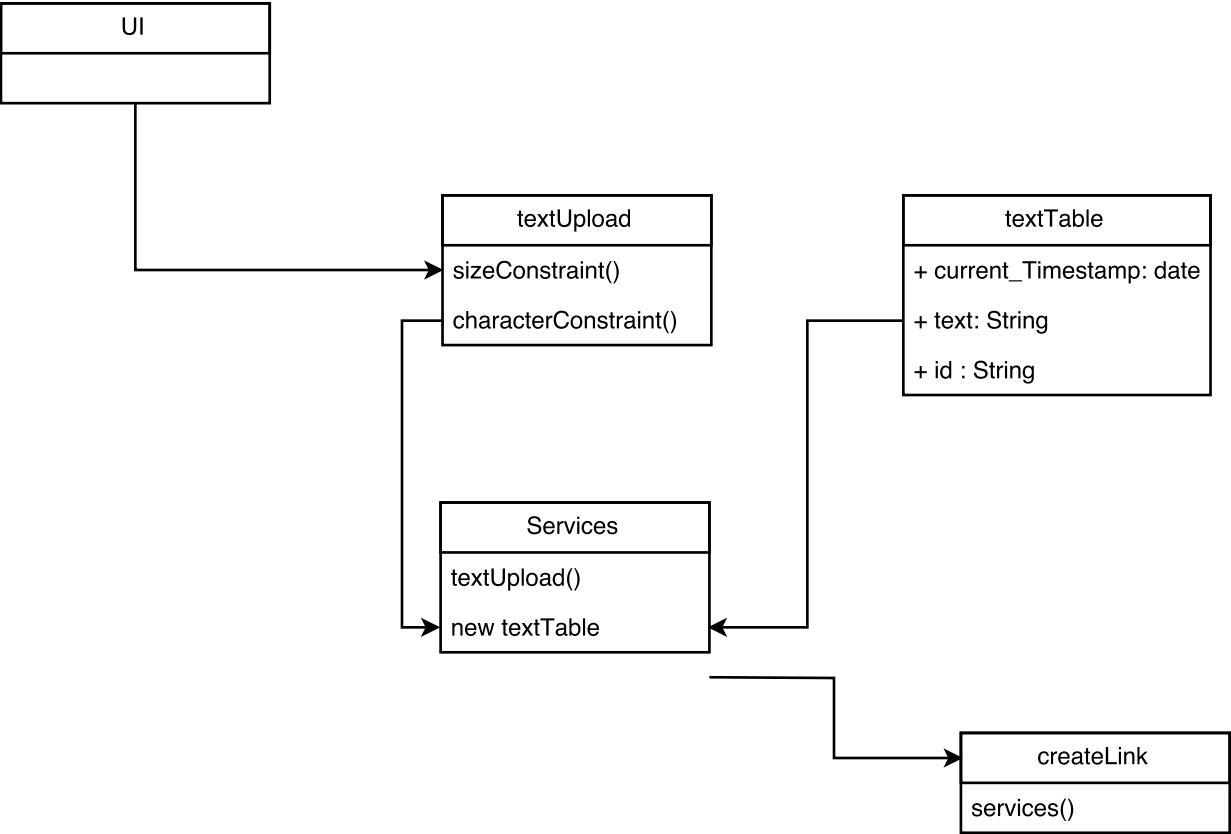 UI
textUpload
sizeConstraint()
characterConstraint()
textTable
+ current_Timestamp: date
+ text: String
+ id : String
Services
textUpload()
new textTable
createLink
services()